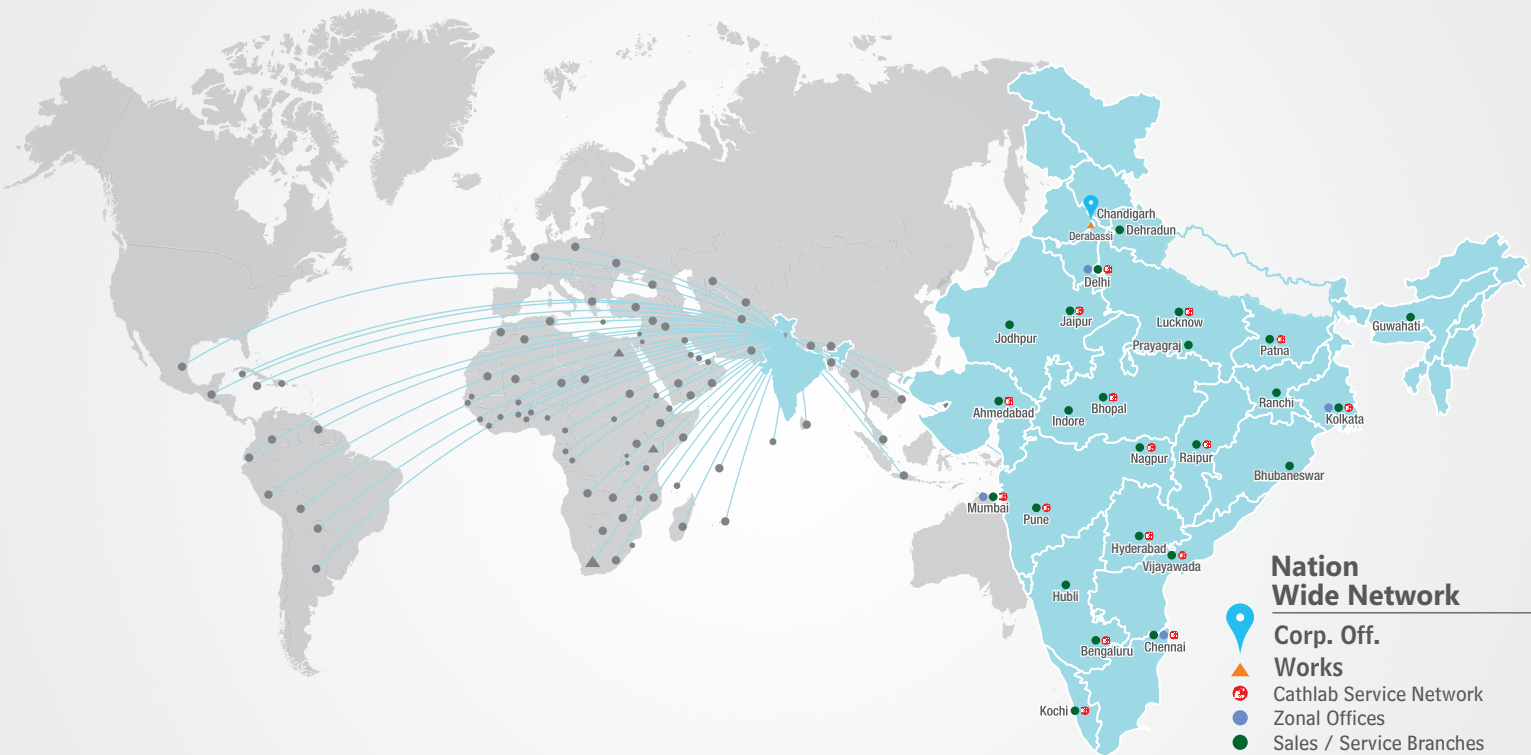 Chandigarh
Derabassi
Dehradun
Delhi
Jaipur
Lucknow
Guwahati
Jodhpur
Prayagraj
Patna
Ahmedabad
Indore
Bhopal
Ranchi
Kolkata
Nagpur
Raipur
Bhubaneswar
Mumbai
Pune
Hyderabad
Vijayawada
Hubli
Bengaluru
Chennai
Kochi
Nation
Wide Network
Corp. Off.
Works
Cathlab Service Network
Zonal Offices
Sales / Service Branches